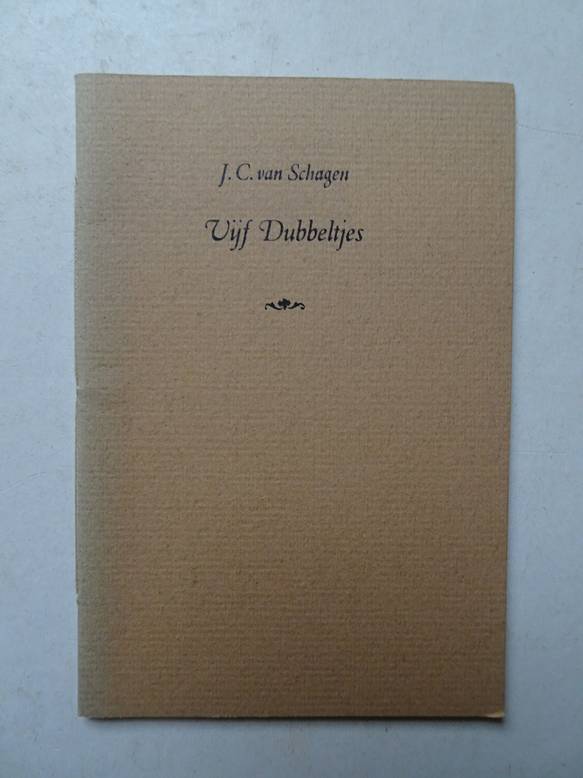 J. C. van Schagen
Vijf Dubbeltjes